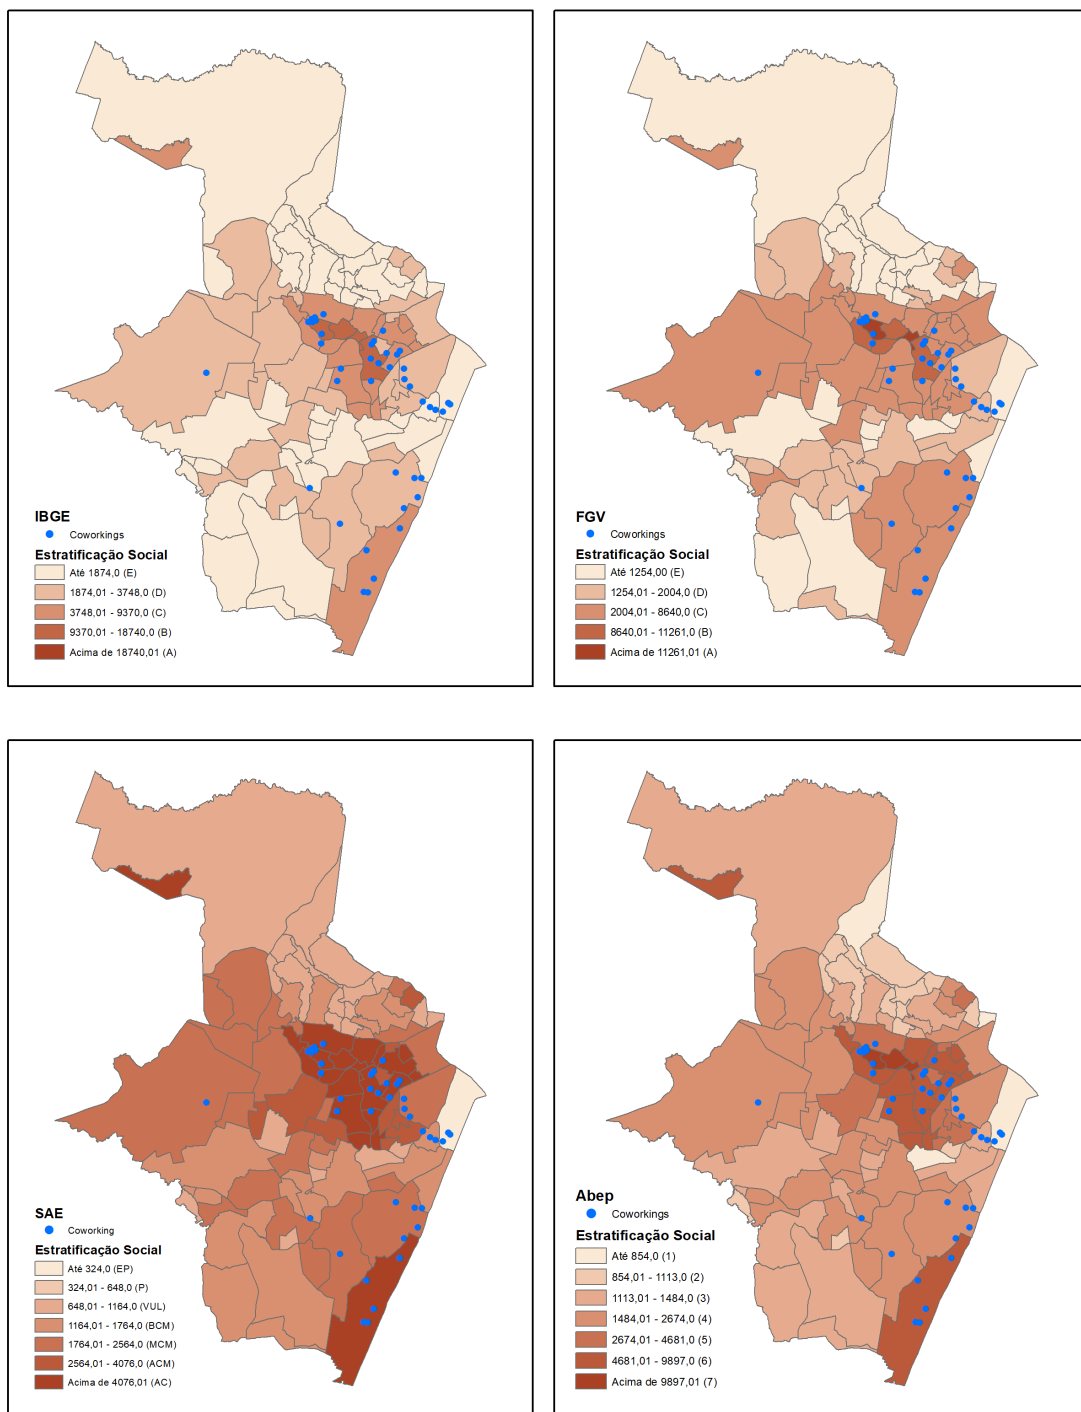 IBGE
Coworkings
Estratificação Social
Até 1874,0 (E)
1874,01 - 3748,0 (D)
3748,01 - 9370,0 (C)
9370,01 - 18740,0 (B)
Acima de 18740,01 (A)
FGV
Coworkings
Estratificação Social
Até 1254,00 (E)
1254,01 - 2004,0 (D)
2004,01 - 8640,0 (C)
8640,01 - 11261,0 (B)
Acima de 11261,01 (A)
SAE
Coworking
Estratificação Social
Até 324,0 (EP)
324,01 - 648,0 (P)
648,01 - 1164,0 (VUL)
1164,01 - 1764,0 (BCM)
1764,01 - 2564,0 (MCM)
2564,01 - 4076,0 (ACM)
Acima de 4076,01 (AC)
Abep
Coworkings
Estratificação Social
Até 854,0 (1)
854,01 - 1113,0 (2)
1113,01 - 1484,0 (3)
1484,01 - 2674,0 (4)
2674,01 - 4681,0 (5)
4681,01 - 9897,0 (6)
Acima de 9897,01 (7)